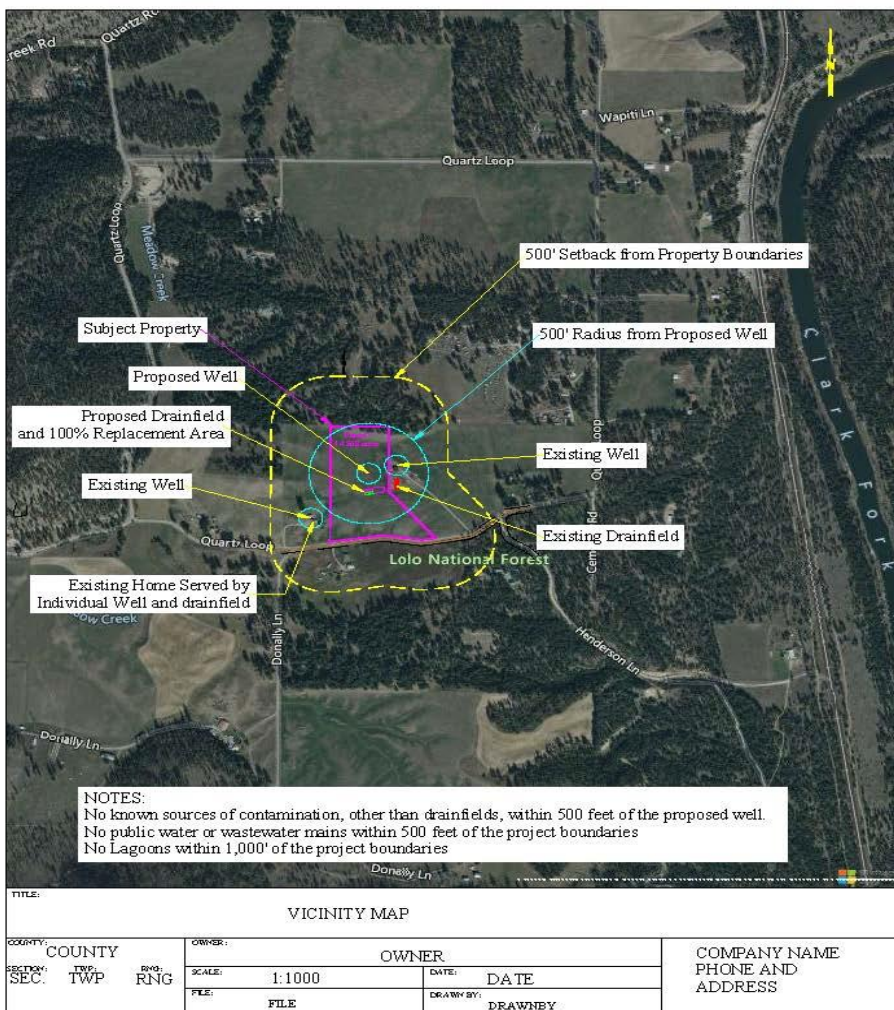 Quartz Rd
Creek Rd
Wapiti Ln
Quartz Loop
Quartz Loop
Meadow Creek
500' Setback from Property Boundaries
Subject Property
500' Radius from Proposed Well
Proposed Well
Proposed Drainfield
and 100% Replacement Area
Existing Well
Quartz Loop
Existing Well
Clark Fork
Existing Drainfield
Quartz Loop
Cemetery Rd
Lolo National Forest
Existing Home Served by
Individual Well and drainfield
Meadow Creek
Donally Ln
Henderson Ln
Donally Ln
NOTES:
No known sources of contamination, other than drainfields, within 500 feet of the proposed well.
No public water or wastewater mains within 500 feet of the project boundaries
No Lagoons within 1,000' of the project boundaries
Donally Ln
TITLE:
VICINITY MAP
COUNTY:
COUNTY
SECTION: TWP: RNG:
SEC. TWP RNG
OWNER:
OWNER
SCALE: 1:1000
DATE: DATE
FILE:
FILE
DRAWN BY:
DRAWNBY
COMPANY NAME
PHONE AND
ADDRESS